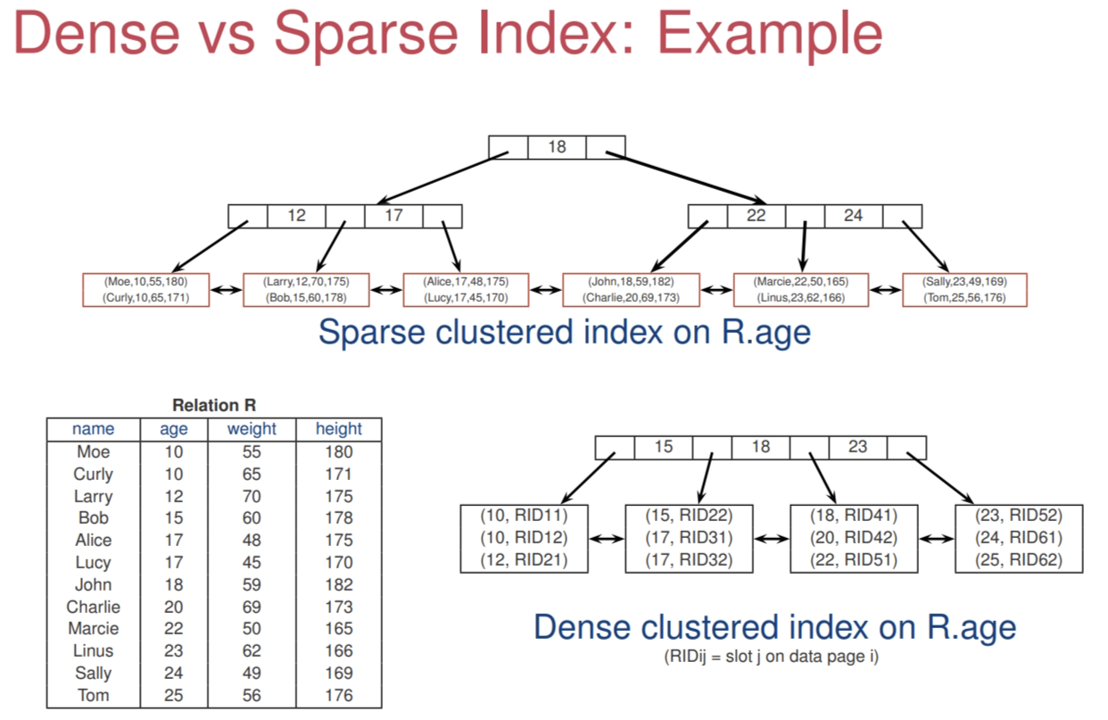 Dense vs Sparse Index: Example
18
12 17
22 24
(Moe,10,55,180)
(Curly,10,65,171)
(Larry,12,70,175)
(Bob,15,60,178)
(Alice,17,48,175)
(Lucy,17,45,170)
(John,18,59,182)
(Charlie,20,69,173)
(Marcie,22,50,165)
(Linus,23,62,166)
(Sally,23,49,169)
(Tom,25,56,176)
Sparse clustered index on R.age
Relation R
name age weight height
Moe 10 55 180
Curly 10 65 171
Larry 12 70 175
Bob 15 60 178
Alice 17 48 175
Lucy 17 45 170
John 18 59 182
Charlie 20 69 173
Marcie 22 50 165
Linus 23 62 166
Sally 24 49 169
Tom 25 56 176
15 18 23
(10, RID11)
(10, RID12)
(12, RID21)
(15, RID22)
(17, RID31)
(17, RID32)
(18, RID41)
(20, RID42)
(22, RID51)
(23, RID52)
(24, RID61)
(25, RID62)
Dense clustered index on R.age
(RIDij = slot j on data page i)